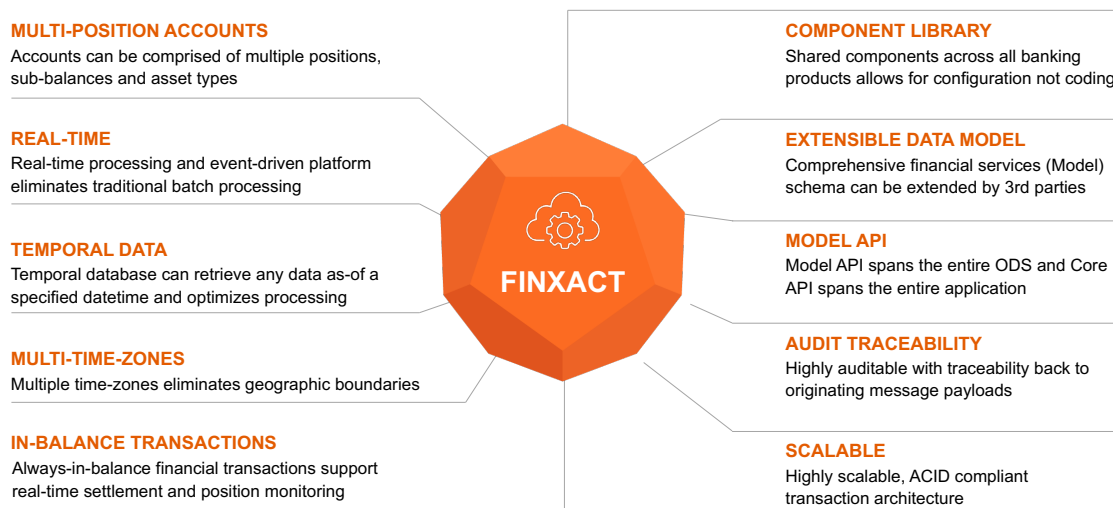 MULTI-POSITION ACCOUNTS
Accounts can be comprised of multiple positions,
sub-balances and asset types
REAL-TIME
Real-time processing and event-driven platform
eliminates traditional batch processing
TEMPORAL DATA
Temporal database can retrieve any data as-of a
specified datetime and optimizes processing
MULTI-TIME-ZONES
Multiple time-zones eliminates geographic boundaries
IN-BALANCE TRANSACTIONS
Always-in-balance financial transactions support
real-time settlement and position monitoring
FINXACT
COMPONENT LIBRARY
Shared components across all banking
products allows for configuration not coding
EXTENSIBLE DATA MODEL
Comprehensive financial services (Model)
schema can be extended by 3rd parties
MODEL API
Model API spans the entire ODS and Core
API spans the entire application
AUDIT TRACEABILITY
Highly auditable with traceability back to
originating message payloads
SCALABLE
Highly scalable, ACID compliant
transaction architecture